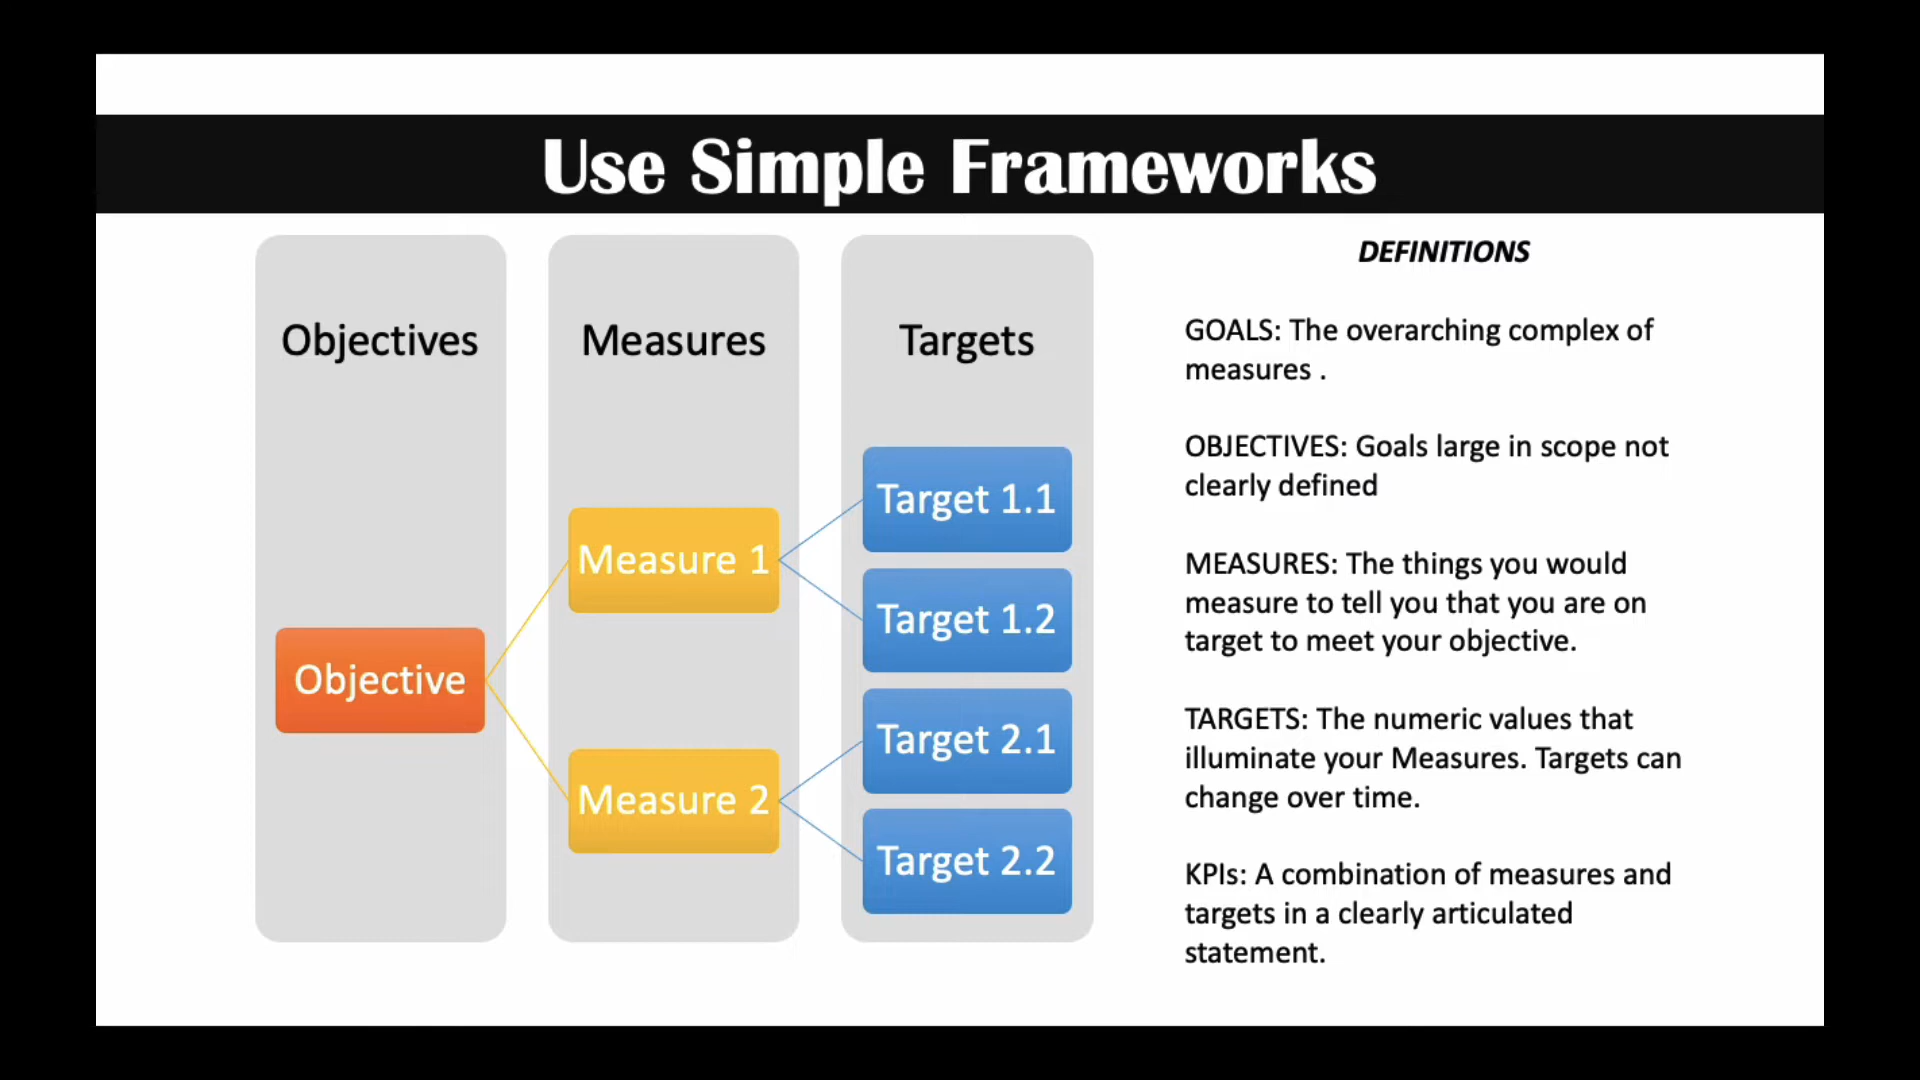 Use Simple Frameworks
Objectives
Measures
Targets
Objective
Measure 1
Measure 2
Target 1.1
Target 1.2
Target 2.1
Target 2.2
DEFINITIONS
GOALS: The overarching complex of
measures .
OBJECTIVES: Goals large in scope not
clearly defined
MEASURES: The things you would
measure to tell you that you are on
target to meet your objective.
TARGETS: The numeric values that
illuminate your Measures. Targets can
change over time.
KPIs: A combination of measures and
targets in a clearly articulated
statement.